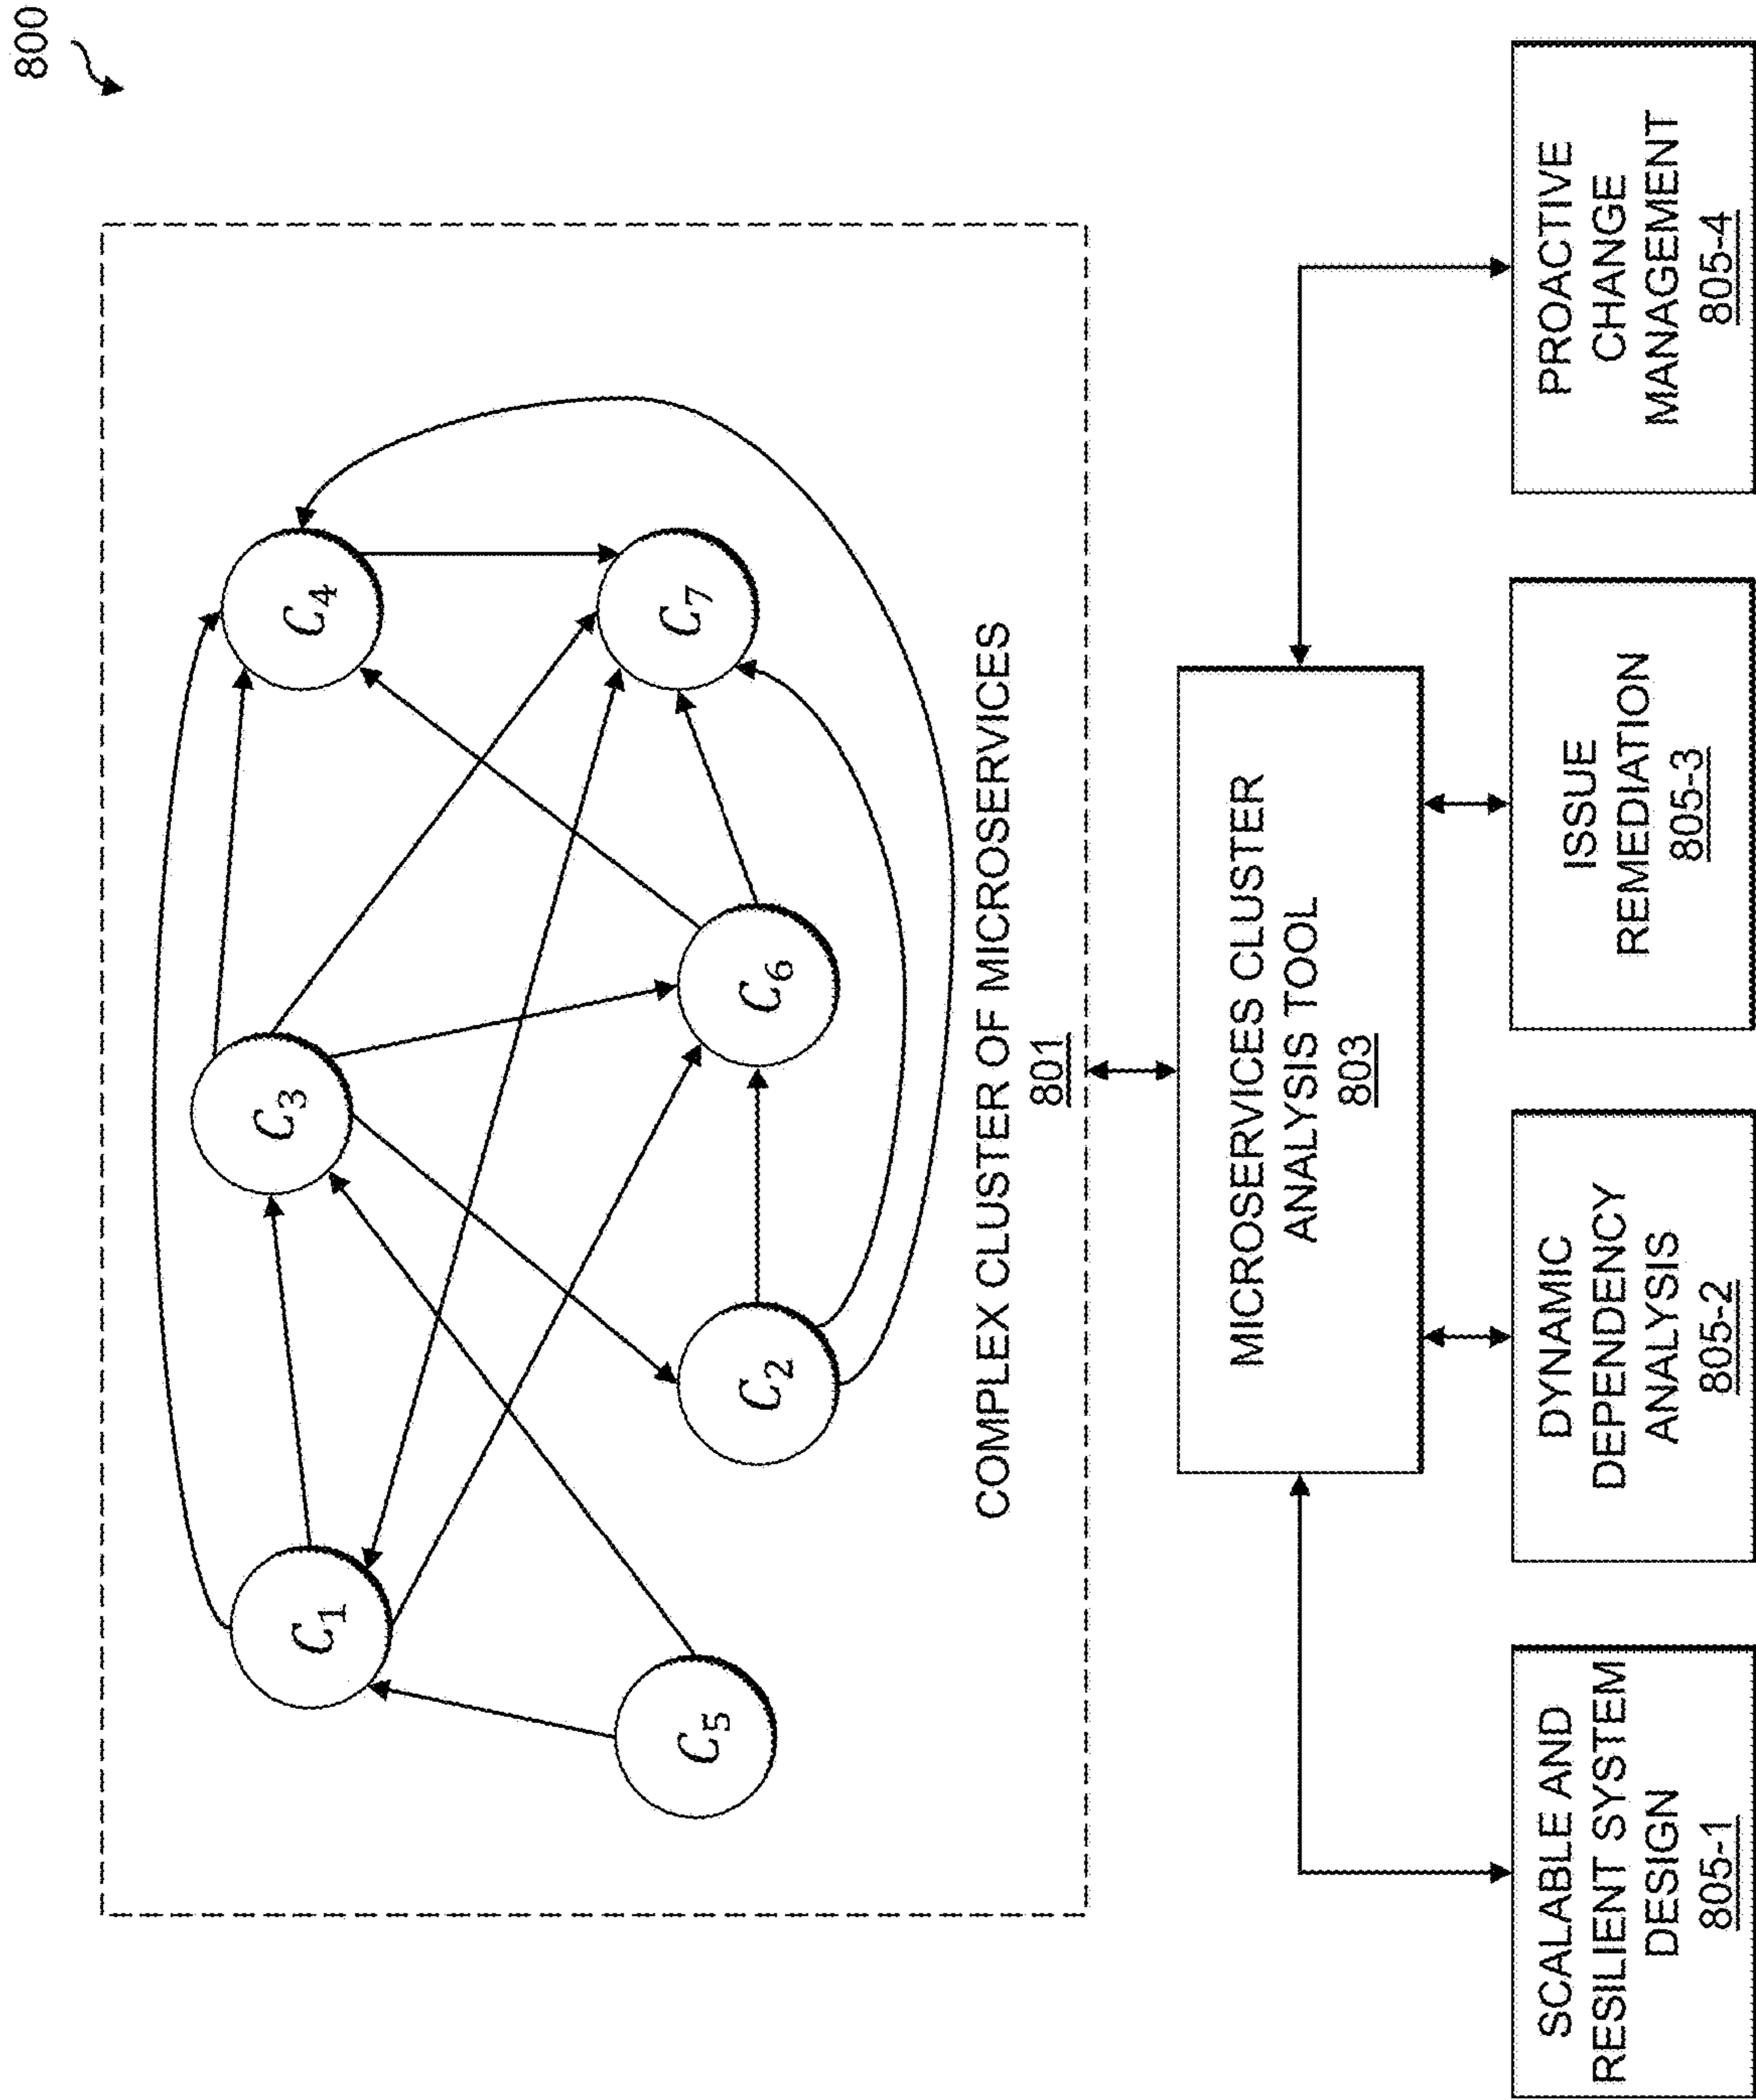 800
C1
C3
C4
C5
C2
C6
C7
COMPLEX CLUSTER OF MICROSERVICES
801
MICROSERVICES CLUSTER
ANALYSIS TOOL
803
SCALABLE AND
RESILIENT SYSTEM
DESIGN
805-1
DYNAMIC
DEPENDENCY
ANALYSIS
805-2
ISSUE
REMEDIATION
805-3
PROACTIVE
CHANGE
MANAGEMENT
805-4